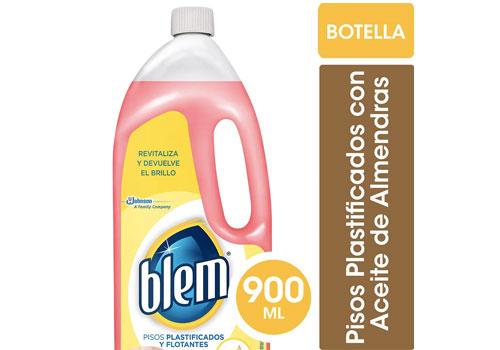 BOTELLA
REVITALIZA
Y DEVUELVE
EL BRILLO
Johnson
A Family Company
blem®
PISOS PLASTIFICADOS
Y FLOTANTES
900
ML
Pisos Plastificados con
Aceite de Almendras